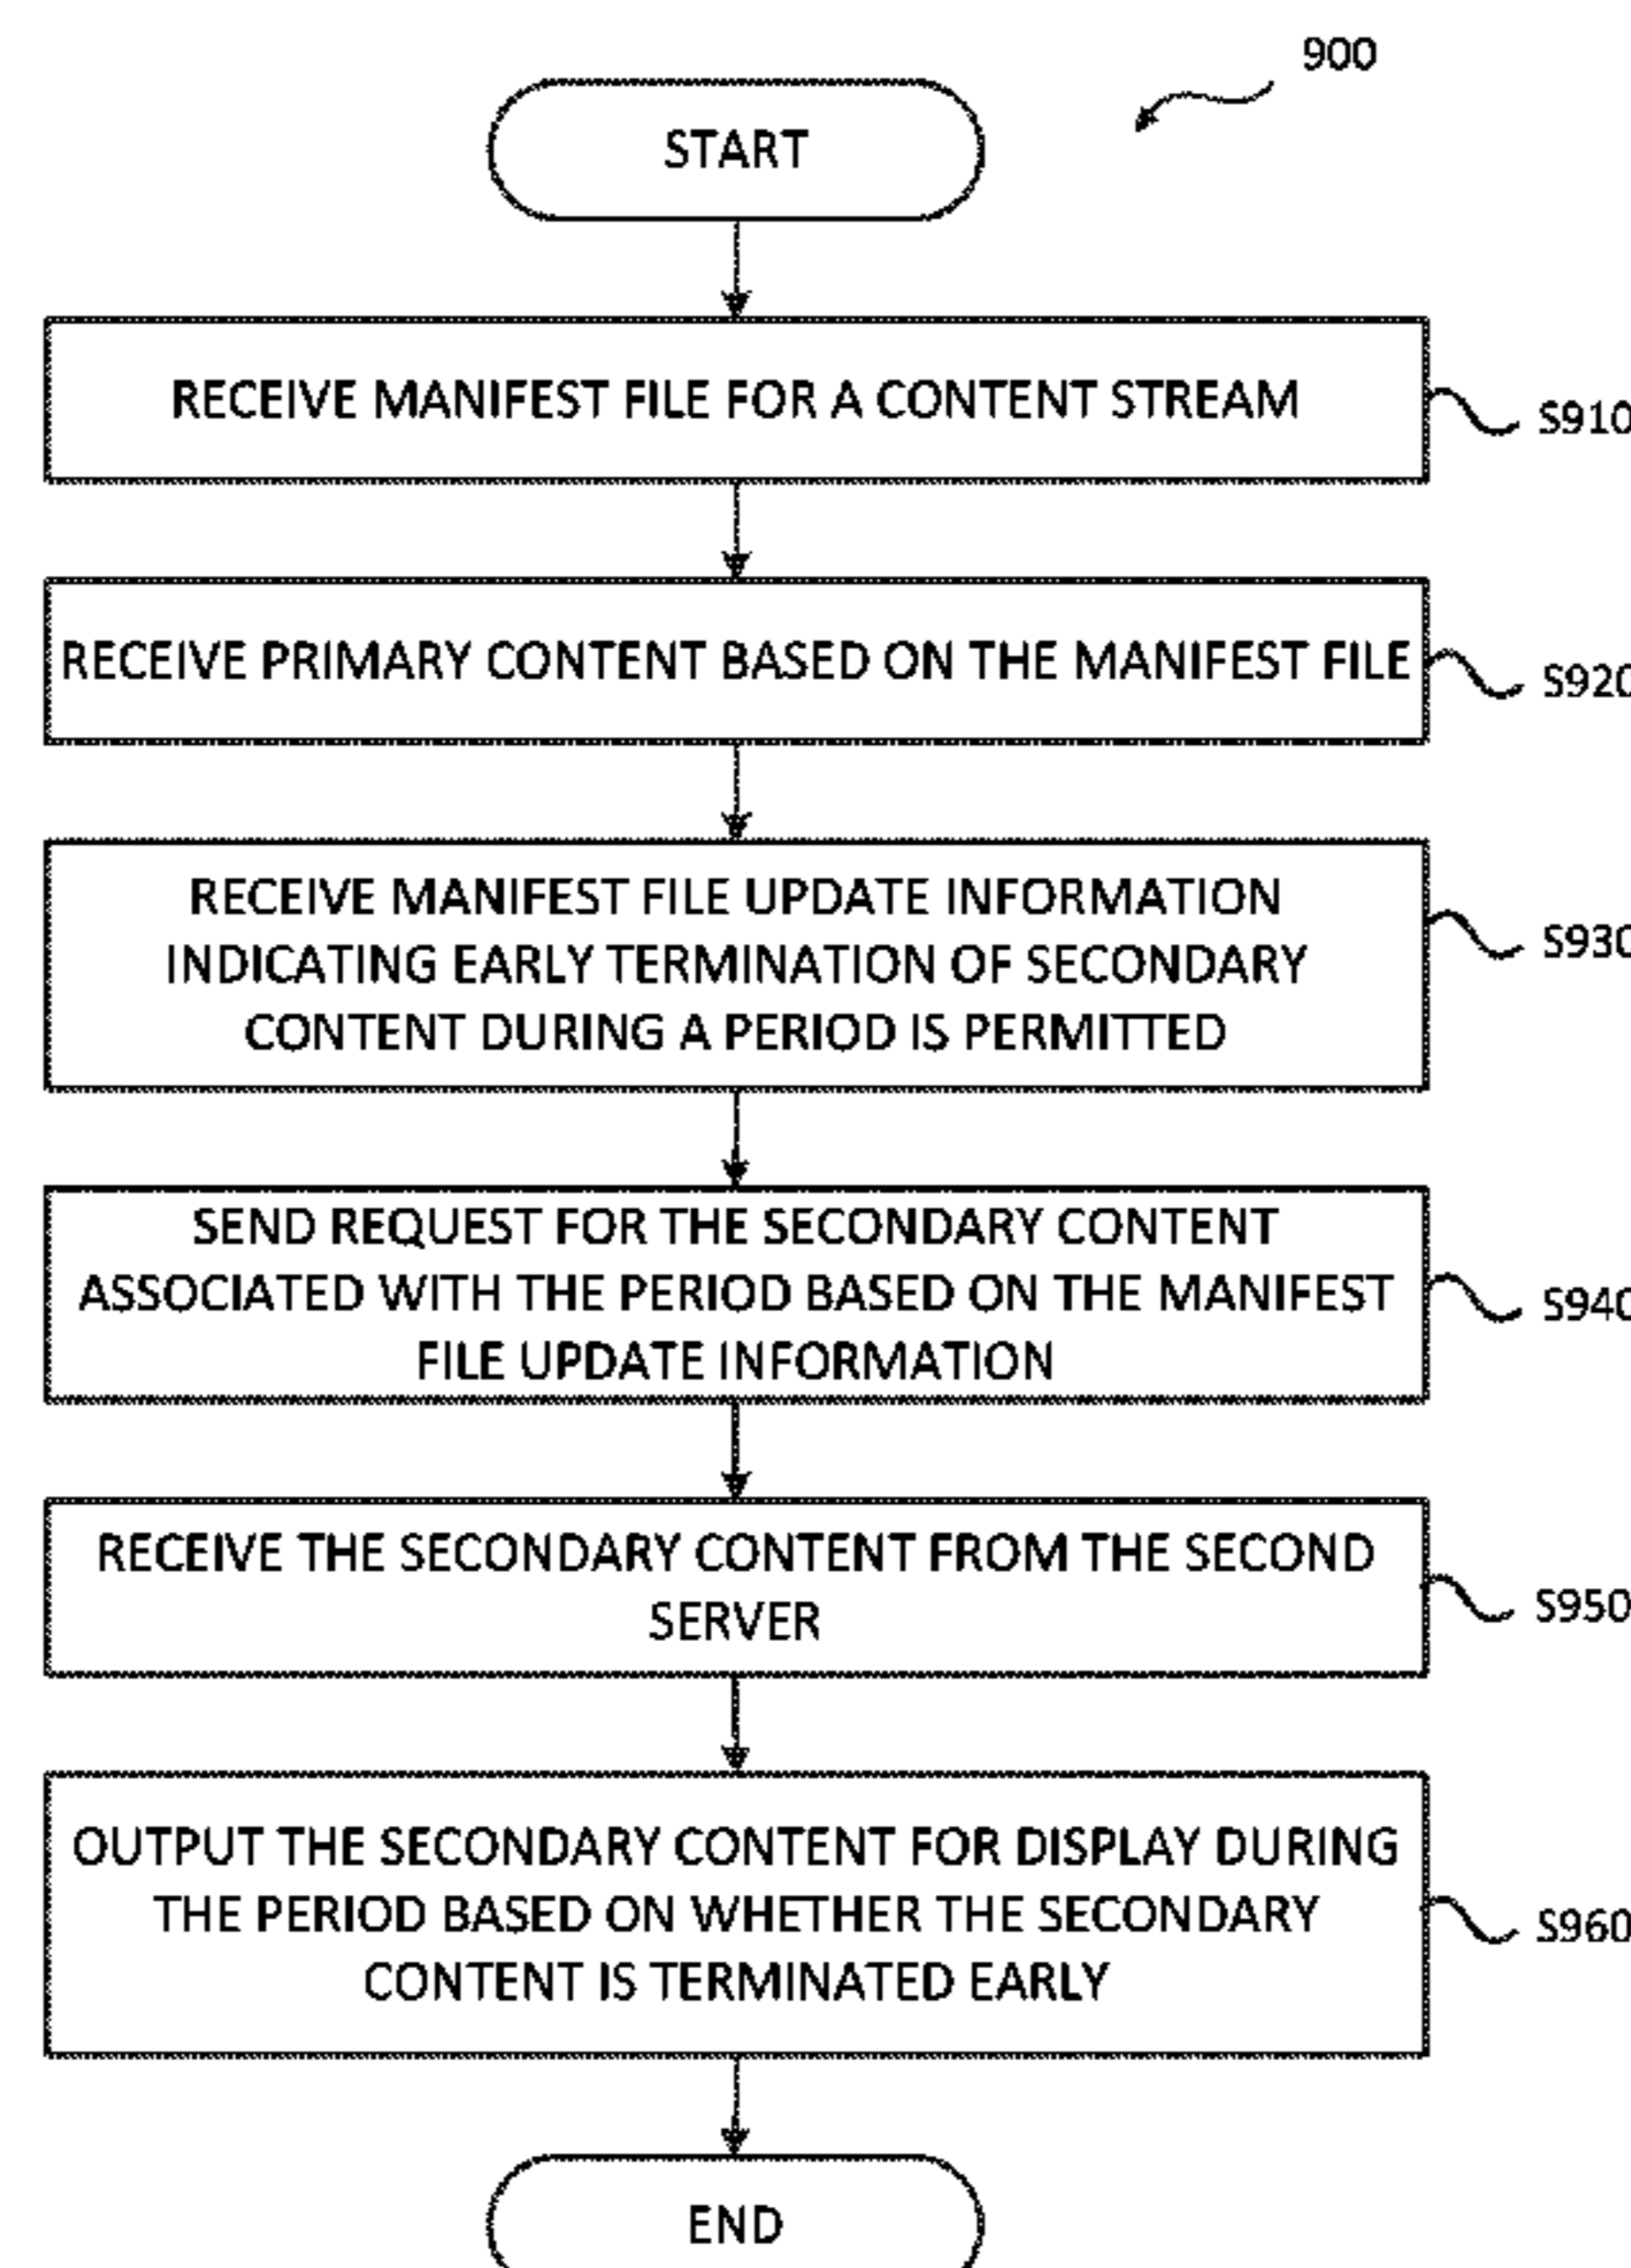 900
START
RECEIVE MANIFEST FILE FOR A CONTENT STREAM
S910
RECEIVE PRIMARY CONTENT BASED ON THE MANIFEST FILE
S920
RECEIVE MANIFEST FILE UPDATE INFORMATION
INDICATING EARLY TERMINATION OF SECONDARY
CONTENT DURING A PERIOD IS PERMITTED
S930
SEND REQUEST FOR THE SECONDARY CONTENT
ASSOCIATED WITH THE PERIOD BASED ON THE MANIFEST
FILE UPDATE INFORMATION
S940
RECEIVE THE SECONDARY CONTENT FROM THE SECOND
SERVER
S950
OUTPUT THE SECONDARY CONTENT FOR DISPLAY DURING
THE PERIOD BASED ON WHETHER THE SECONDARY
CONTENT IS TERMINATED EARLY
S960
END